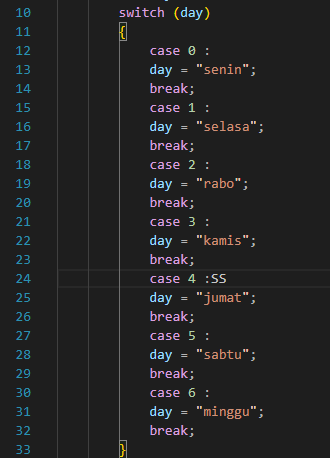 10 switch (day)
11 {
12 case 0 :
13 day = "senin";
14 break;
15 case 1 :
16 day = "selasa";
17 break;
18 case 2 :
19 day = "rabo";
20 break;
21 case 3 :
22 day = "kamis";
23 break;
24 case 4 :SS
25 day = "jumat";
26 break;
27 case 5 :
28 day = "sabtu";
29 break;
30 case 6 :
31 day = "minggu";
32 break;
33 }